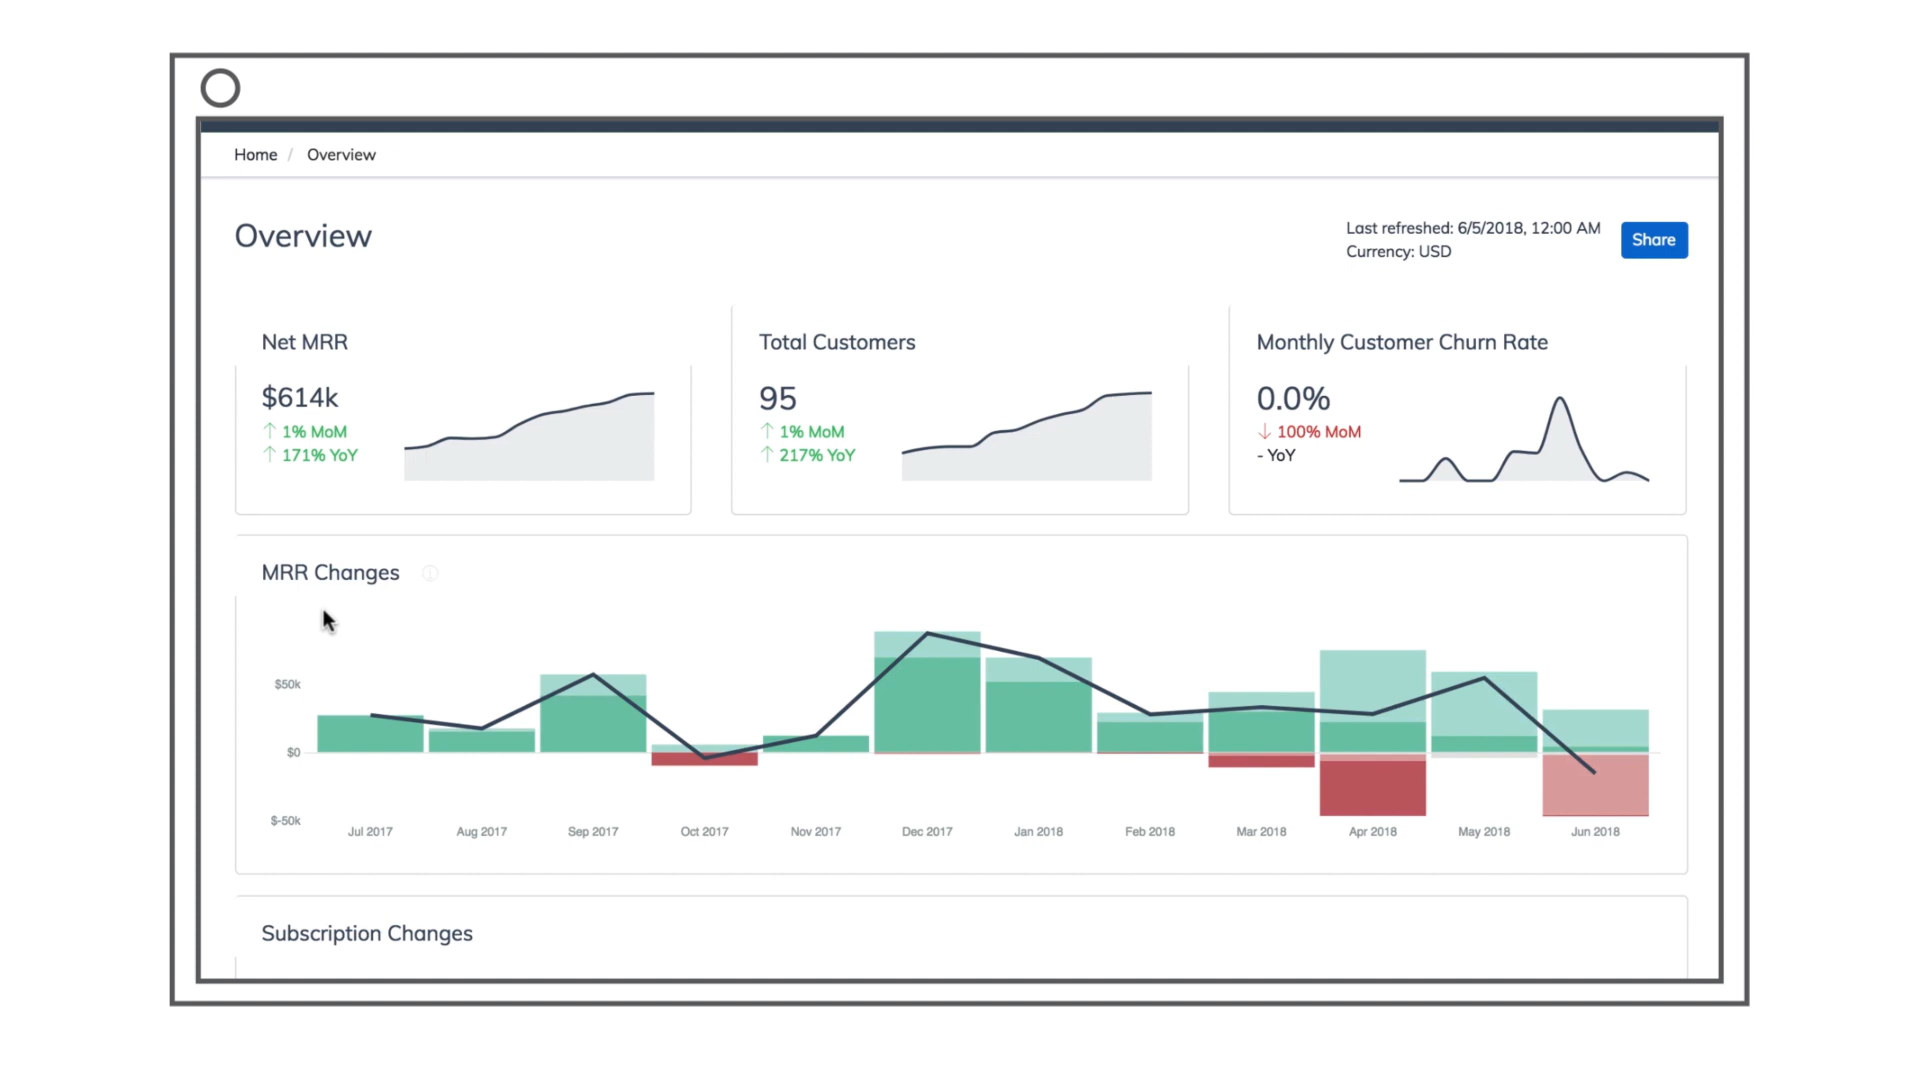 Home / Overview
Overview
Last refreshed: 6/5/2018, 12:00 AM
Currency: USD
Share
Net MRR
$614k
↑ 1% MoM
↑ 171% YoY
Total Customers
95
↑ 1% MoM
↑ 217% YoY
Monthly Customer Churn Rate
0.0%
↓ 100% MoM
- YoY
MRR Changes
$50k
$0
$-50k
Jul 2017 Aug 2017 Sep 2017 Oct 2017 Nov 2017 Dec 2017 Jan 2018 Feb 2018 Mar 2018 Apr 2018 May 2018 Jun 2018
Subscription Changes